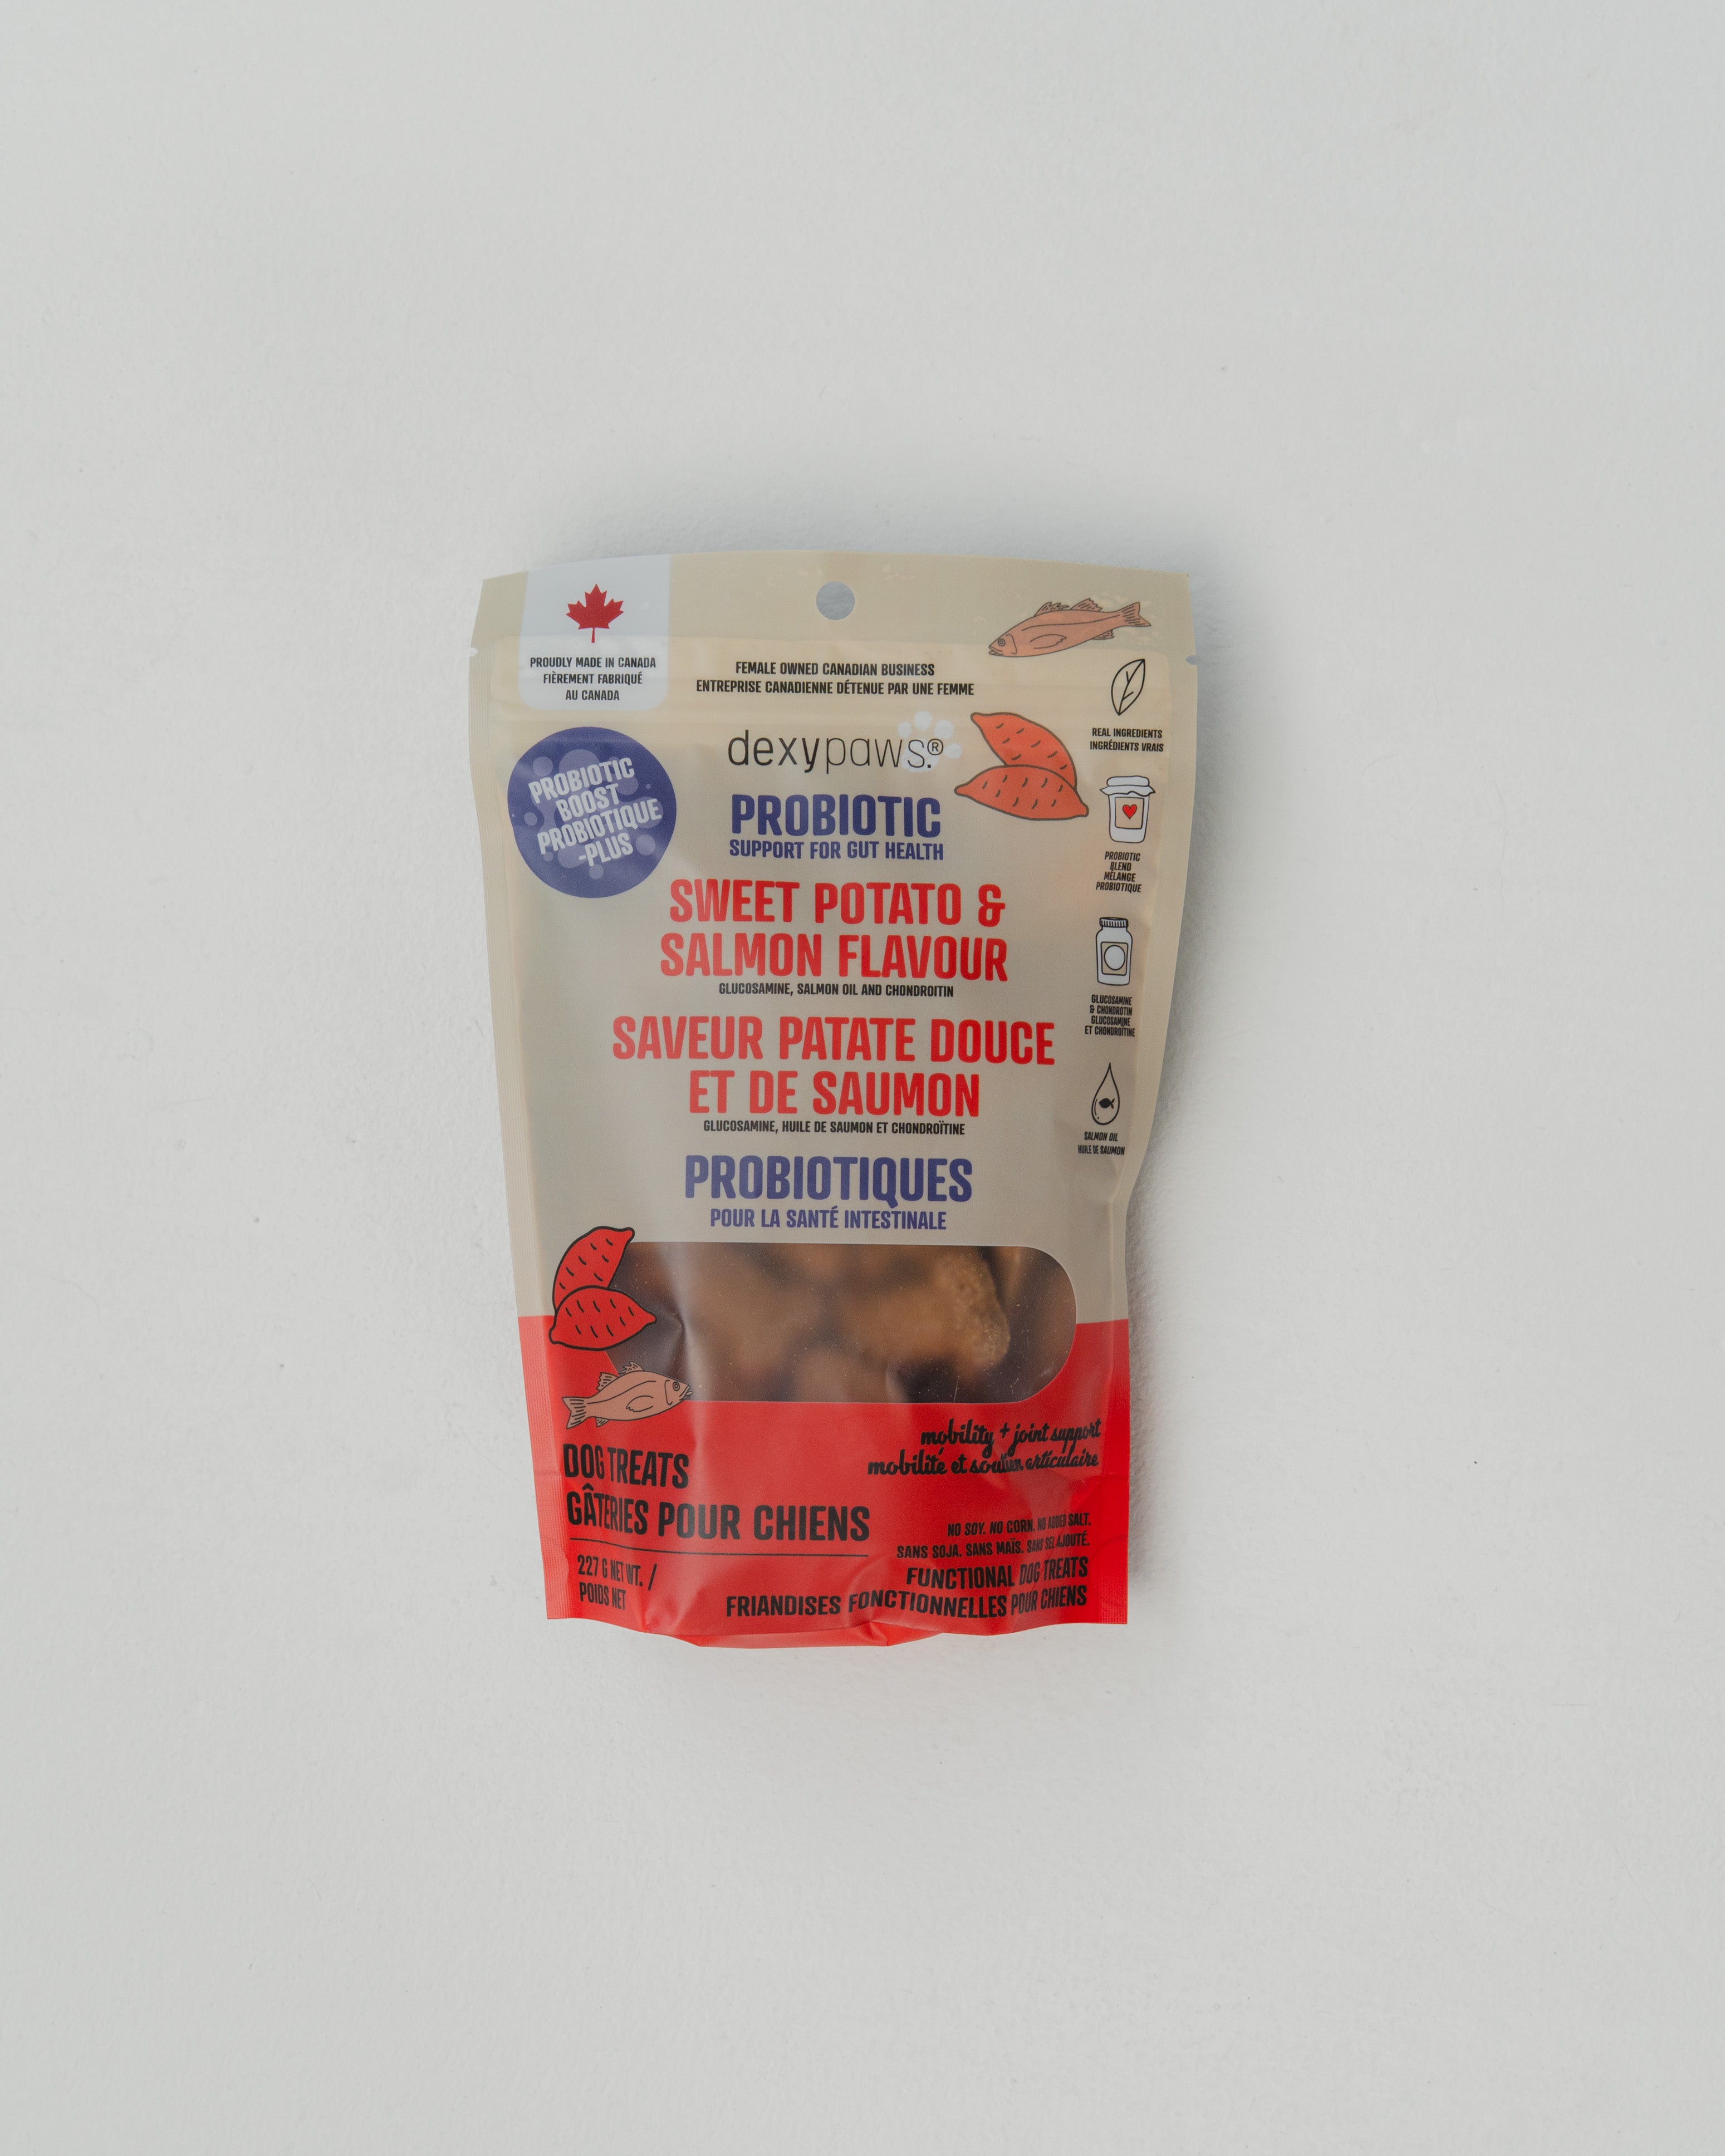 PROUDLY MADE IN CANADA
FIÈREMENT FABRIQUÉ
AU CANADA
FEMALE OWNED CANADIAN BUSINESS
ENTREPRISE CANADIENNE DÉTENUE PAR UNE FEMME
dexypaws.®
PROBIOTIC
BOOST
PROBIOTIQUE
-PLUS
PROBIOTIC
SUPPORT FOR GUT HEALTH
SWEET POTATO &
SALMON FLAVOUR
GLUCOSAMINE, SALMON OIL AND CHONDROITIN
SAVEUR PATATE DOUCE
ET DE SAUMON
GLUCOSAMINE, HUILE DE SAUMON ET CHONDROÏTINE
PROBIOTIQUES
POUR LA SANTÉ INTESTINALE
REAL INGREDIENTS
INGRÉDIENTS VRAIS
PROBIOTIC
BLEND
MÉLANGE
PROBIOTIQUE
GLUCOSAMINE
& CHONDROTIN
GLUCOSAMINE
ET CHONDROÏTINE
SALMON OIL
HUILE DE SAUMON
mobility + joint support
mobilité et soutien articulaire
DOG TREATS
GÂTERIES POUR CHIENS
227 G NET WT. /
POIDS NET
NO SOY. NO CORN. NO ADDED SALT.
SANS SOJA. SANS MAÏS. SANS SEL AJOUTÉ.
FUNCTIONAL DOG TREATS
FRIANDISES FONCTIONNELLES POUR CHIENS